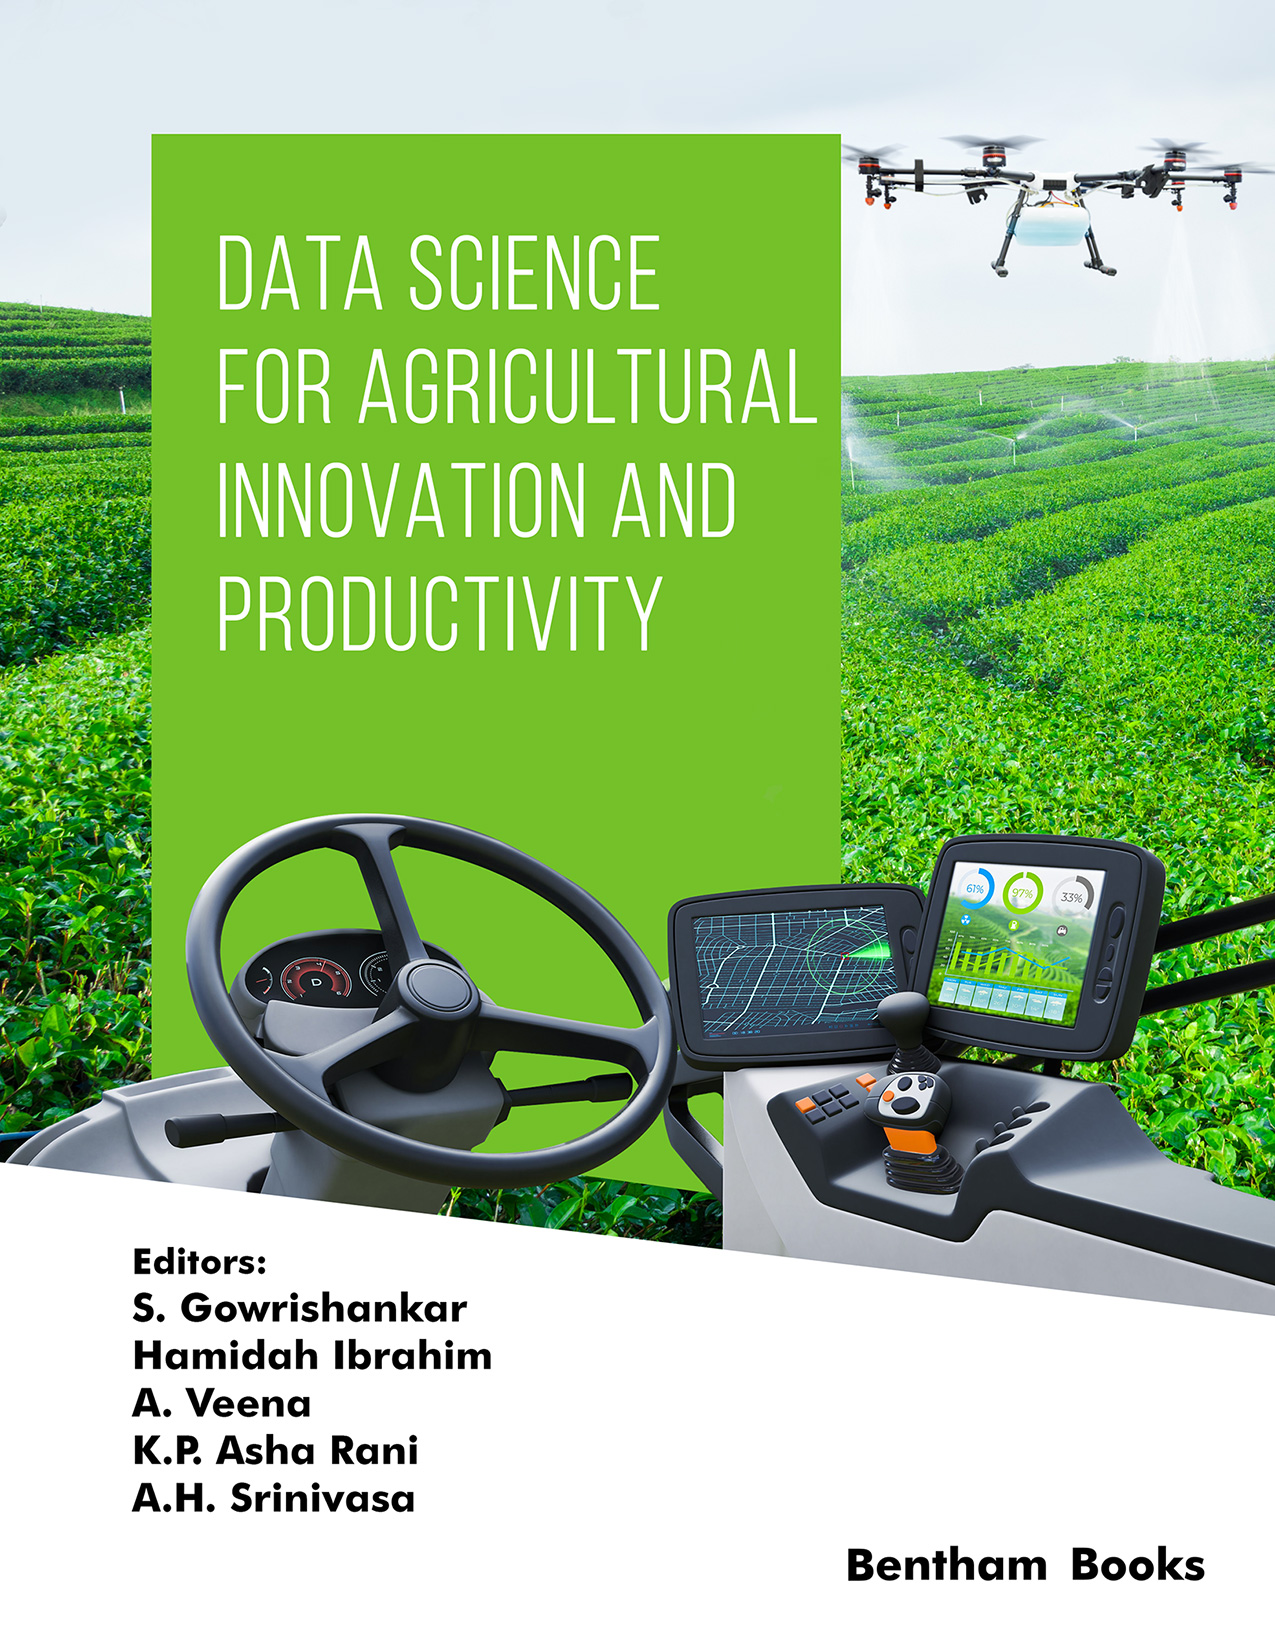 DATA SCIENCE
FOR AGRICULTURAL
INNOVATION AND
PRODUCTIVITY
61%
97%
33%
D
Editors:
S. Gowrishankar
Hamidah Ibrahim
A. Veena
K.P. Asha Rani
A.H. Srinivasa
Bentham Books